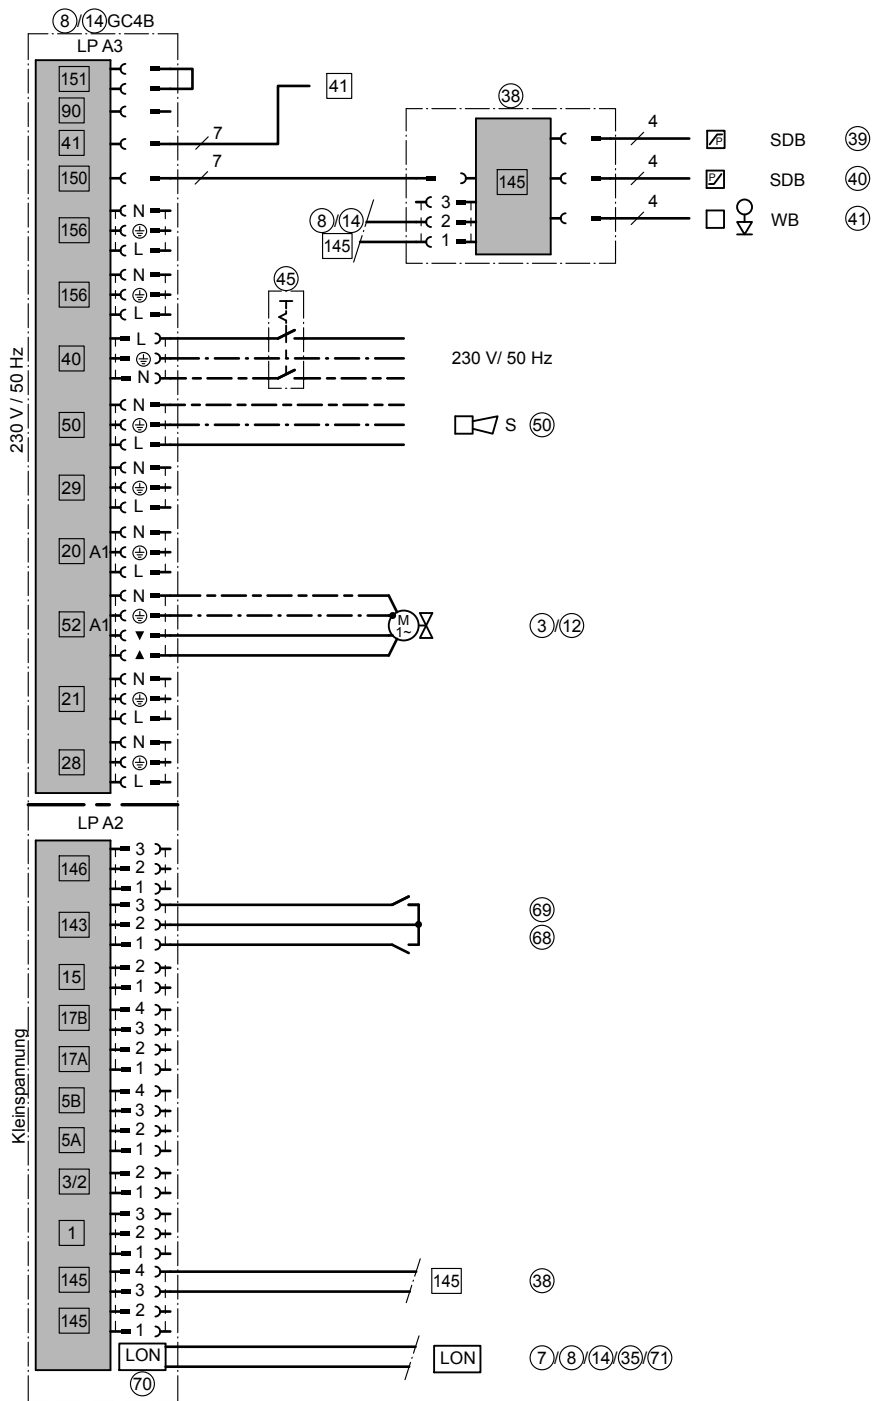 8/14 GC4B
LP A3
151
90
41
41
7
150
7
38
145
4
SDB
39
4
SDB
40
4
WB
41
3
2
1
8/14
145
230 V / 50 Hz
156
N
L
156
N
L
45
40
L
N
230 V/ 50 Hz
50
N
L
S
50
29
N
L
20 A1
N
L
52 A1
N
▼
▲
M
1~
3/12
21
N
L
28
N
L
LP A2
Kleinspannung
146
3
2
1
143
3
2
1
69
68
15
2
1
17B
4
3
17A
2
1
5B
4
3
5A
2
1
3/2
2
1
1
3
2
1
145
4
3
145
38
145
2
1
LON
70
LON
7/8/14/35/71